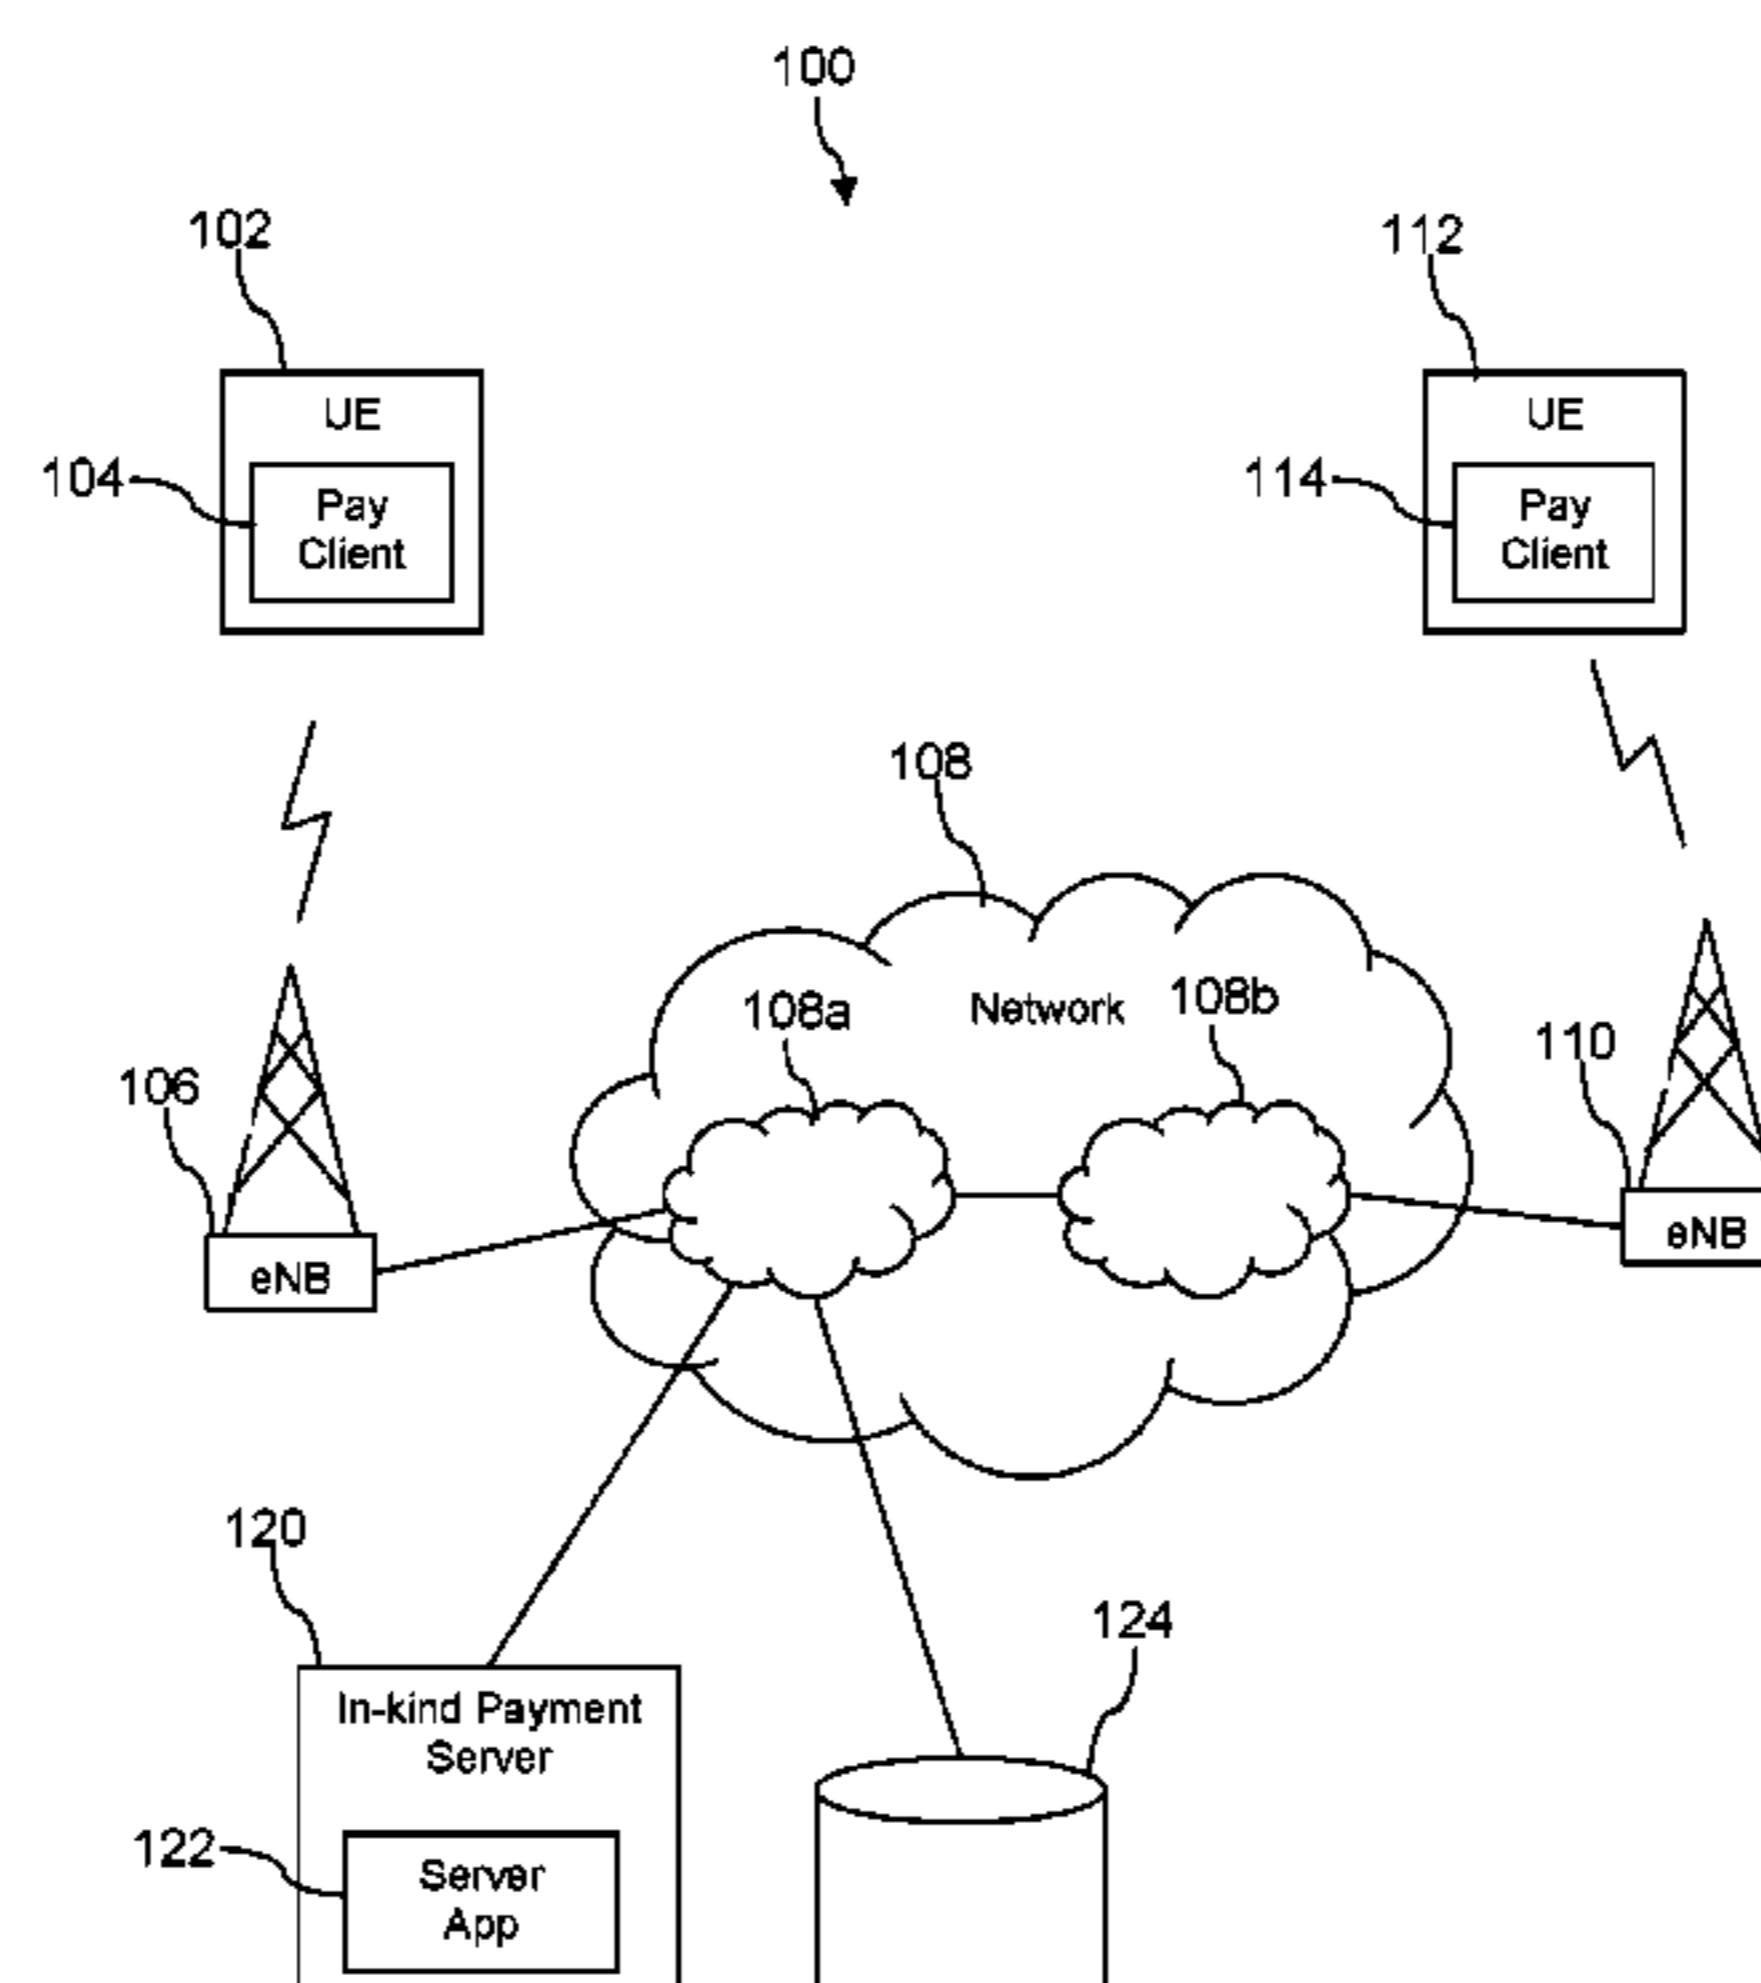 100
102
112
UE
UE
104
Pay
Client
114
Pay
Client
108
108a
Network
108b
106
110
eNB
eNB
120
124
In-kind Payment
Server
122
Server
App